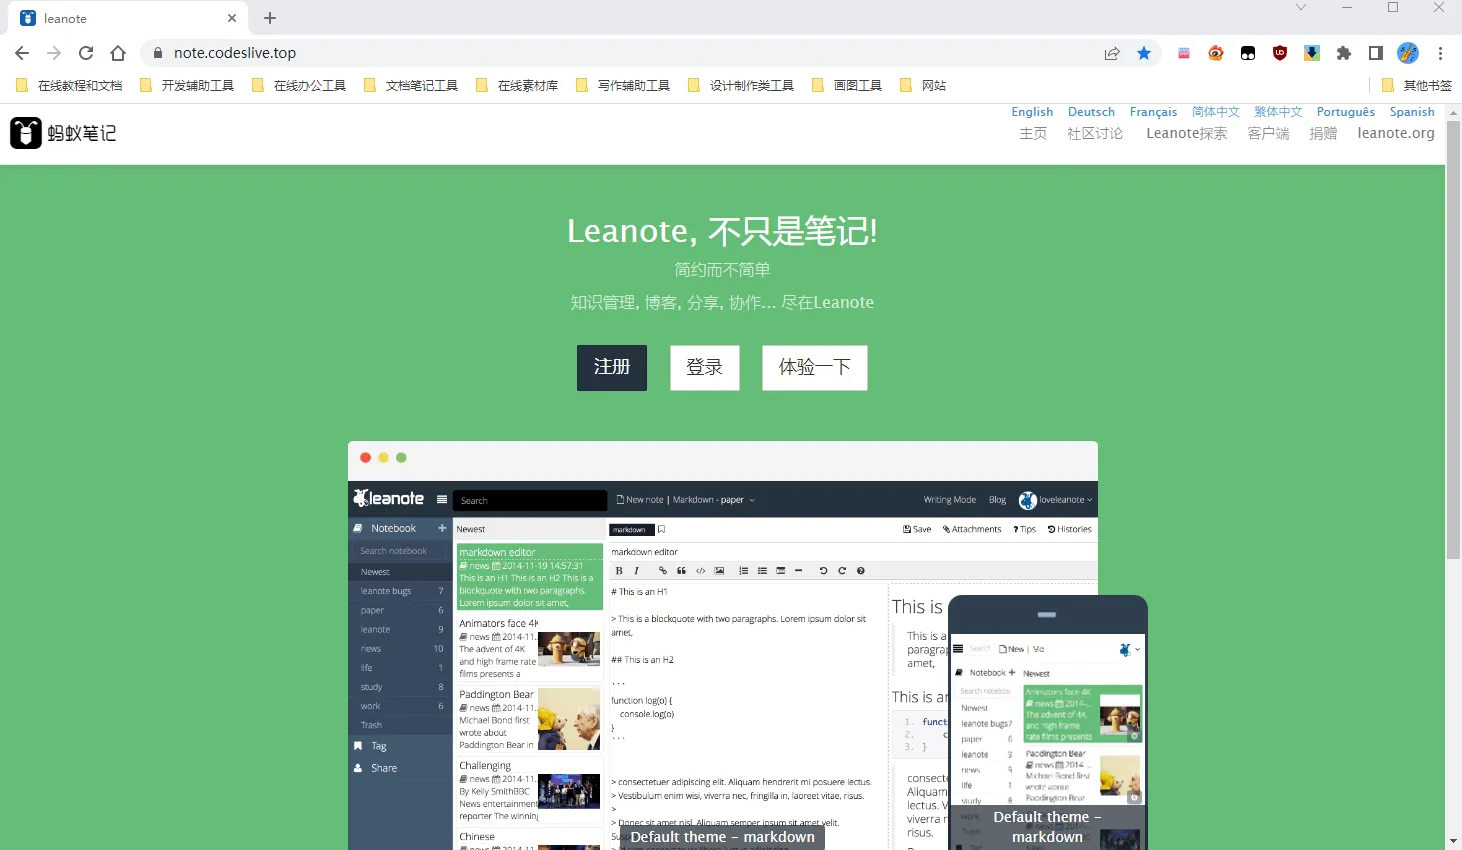 leanote
note.codeslive.top
在线教程和文档 开发辅助工具 在线办公工具 文档笔记工具 在线素材库 写作辅助工具 设计制作类工具 画图工具 网站 其他书签
English Deutsch Français 简体中文 繁体中文 Português Spanish
蚂蚁笔记
主页 社区讨论 Leanote探索 客户端 捐赠 leanote.org
Leanote, 不只是笔记!
简约而不简单
知识管理, 博客, 分享, 协作... 尽在Leanote
注册 登录 体验一下
leanote Search New note | Markdown - paper Writing Mode Blog loveleanote
Notebook +
Search notebook
Newest
leanote bugs 7
paper 6
leanote 9
news 10
life 1
study 8
work 6
Trash
Tag
Share
Newest
markdown editor
news 2014-11-19 14:57:31
This is an H1 This is an H2 This is a
blockquote with two paragraphs.
Lorem ipsum dolor sit amet,
Animators face 4K
news 2014-11..
The advent of 4K
and high frame rate
films presents a
Paddington Bear
news 2014-11..
Michael Bond first
wrote about
Paddington Bear in
Challenging
news 2014-11..
By Keily SmithBBC
News entertainment
reporter The winning
Chinese
markdown Save Attachments ? Tips Histories
markdown editor
B I
# This is an H1
> This is a blockquote with two paragraphs. Lorem ipsum dolor sit
amet,
## This is an H2
```
function log(o) {
console.log(o)
}
```
> consectetuer adipiscing elit. Aliquam hendrerit mi posuere lectus.
> Vestibulum enim wisi, viverra nec, fringilla in, laoreet vitae, risus.
>
> Donec sit amet nisl. Aliquam semper ipsum sit amet velit.
Default theme - markdown
This is
This is a
paragrap
amet,
This is an
1. funct
2. c
3. }
consecte
Aliquam
lectus. V
viverra n
risus.
Search New | Me
Notebook + Newest
Search notebook
Newest
leanote bugs7
paper 6
leanote 9
news 9
life 1
study 8
work
Animators face 4K
news 2014-...
The advent of 4K
and high frame
rate films presents
Paddington Bear
news 2014-...
Michael Bond first
wrote about
Paddington Bear
Default theme -
markdown